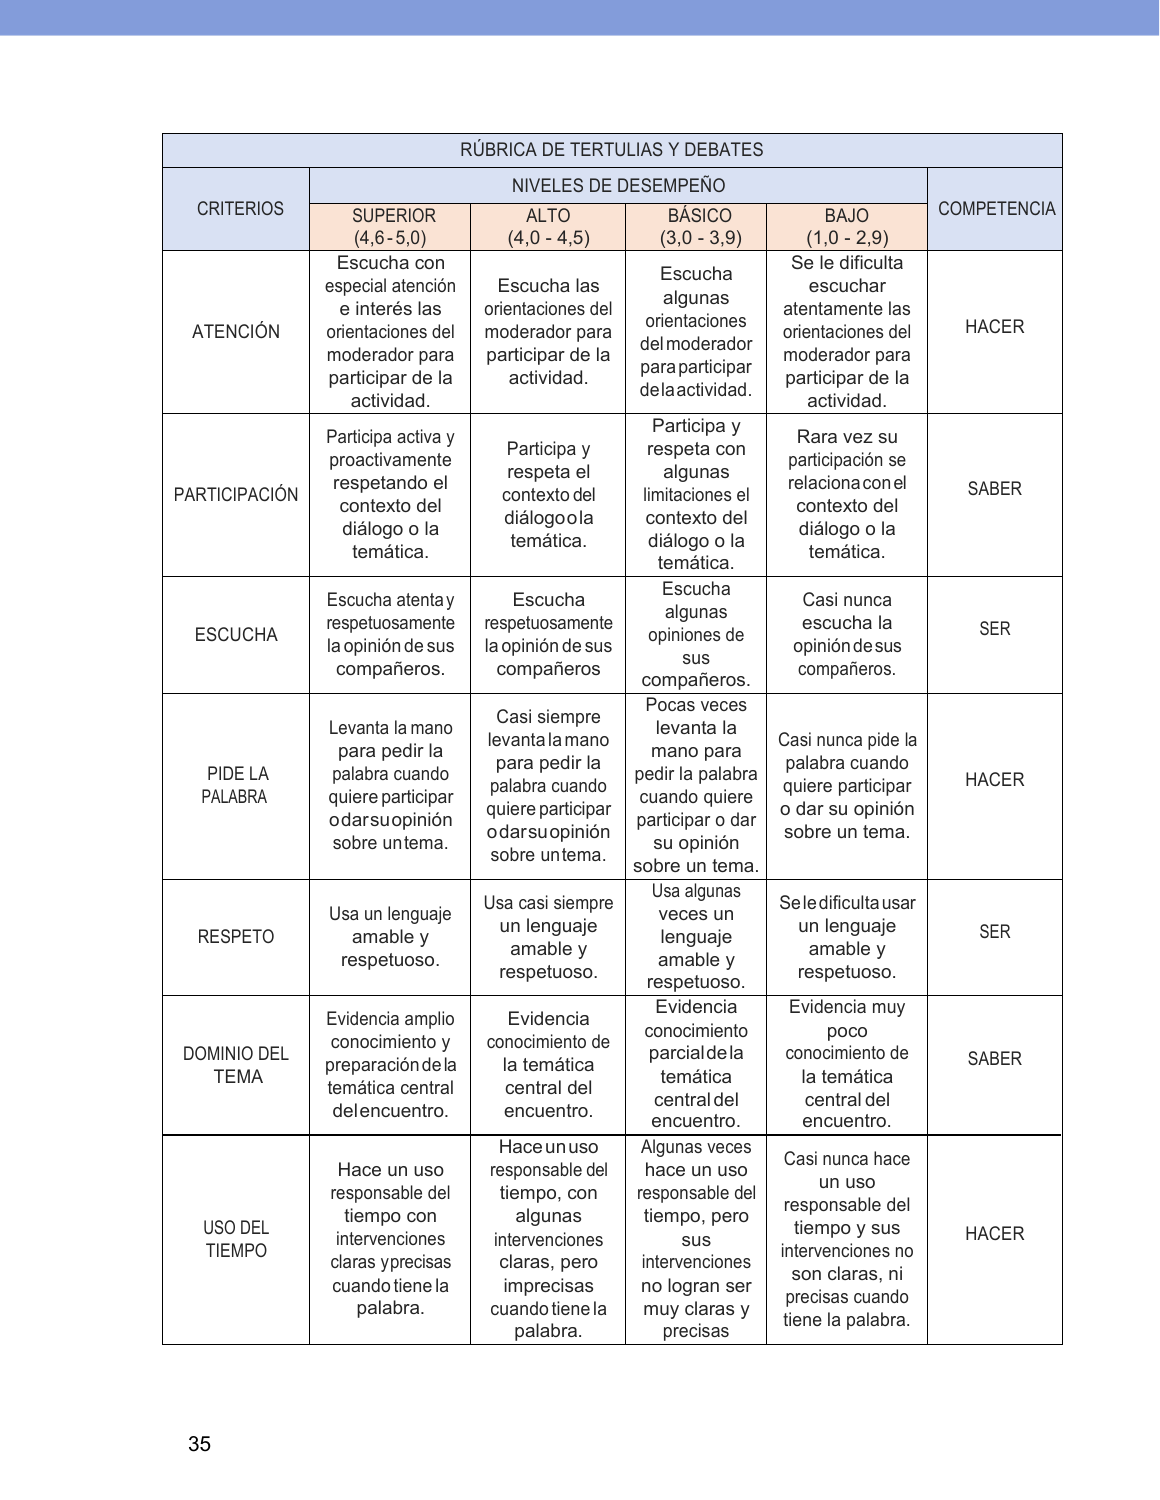 RÚBRICA DE TERTULIAS Y DEBATES
CRITERIOS
NIVELES DE DESEMPEÑO
COMPETENCIA
SUPERIOR
(4,6 - 5,0)
ALTO
(4,0 - 4,5)
BÁSICO
(3,0 - 3,9)
BAJO
(1,0 - 2,9)
ATENCIÓN
Escucha con
especial atención
e interés las
orientaciones del
moderador para
participar de la
actividad.
Escucha las
orientaciones del
moderador para
participar de la
actividad.
Escucha
algunas
orientaciones
del moderador
para participar
de la actividad.
Se le dificulta
escuchar
atentamente las
orientaciones del
moderador para
participar de la
actividad.
HACER
PARTICIPACIÓN
Participa activa y
proactivamente
respetando el
contexto del
diálogo o la
temática.
Participa y
respeta el
contexto del
diálogo o la
temática.
Participa y
respeta con
algunas
limitaciones el
contexto del
diálogo o la
temática.
Rara vez su
participación se
relaciona con el
contexto del
diálogo o la
temática.
SABER
ESCUCHA
Escucha atenta y
respetuosamente
la opinión de sus
compañeros.
Escucha
respetuosamente
la opinión de sus
compañeros
Escucha
algunas
opiniones de
sus
compañeros.
Casi nunca
escucha la
opinión de sus
compañeros.
SER
PIDE LA
PALABRA
Levanta la mano
para pedir la
palabra cuando
quiere participar
o dar su opinión
sobre un tema.
Casi siempre
levanta la mano
para pedir la
palabra cuando
quiere participar
o dar su opinión
sobre un tema.
Pocas veces
levanta la
mano para
pedir la palabra
cuando quiere
participar o dar
su opinión
sobre un tema.
Casi nunca pide la
palabra cuando
quiere participar
o dar su opinión
sobre un tema.
HACER
RESPETO
Usa un lenguaje
amable y
respetuoso.
Usa casi siempre
un lenguaje
amable y
respetuoso.
Usa algunas
veces un
lenguaje
amable y
respetuoso.
Se le dificulta usar
un lenguaje
amable y
respetuoso.
SER
DOMINIO DEL
TEMA
Evidencia amplio
conocimiento y
preparación de la
temática central
del encuentro.
Evidencia
conocimiento de
la temática
central del
encuentro.
Evidencia
conocimiento
parcial de la
temática
central del
encuentro.
Evidencia muy
poco
conocimiento de
la temática
central del
encuentro.
SABER
USO DEL
TIEMPO
Hace un uso
responsable del
tiempo con
intervenciones
claras y precisas
cuando tiene la
palabra.
Hace un uso
responsable del
tiempo, con
algunas
intervenciones
claras, pero
imprecisas
cuando tiene la
palabra.
Algunas veces
hace un uso
responsable del
tiempo, pero
sus
intervenciones
no logran ser
muy claras y
precisas
Casi nunca hace
un uso
responsable del
tiempo y sus
intervenciones no
son claras, ni
precisas cuando
tiene la palabra.
HACER
35